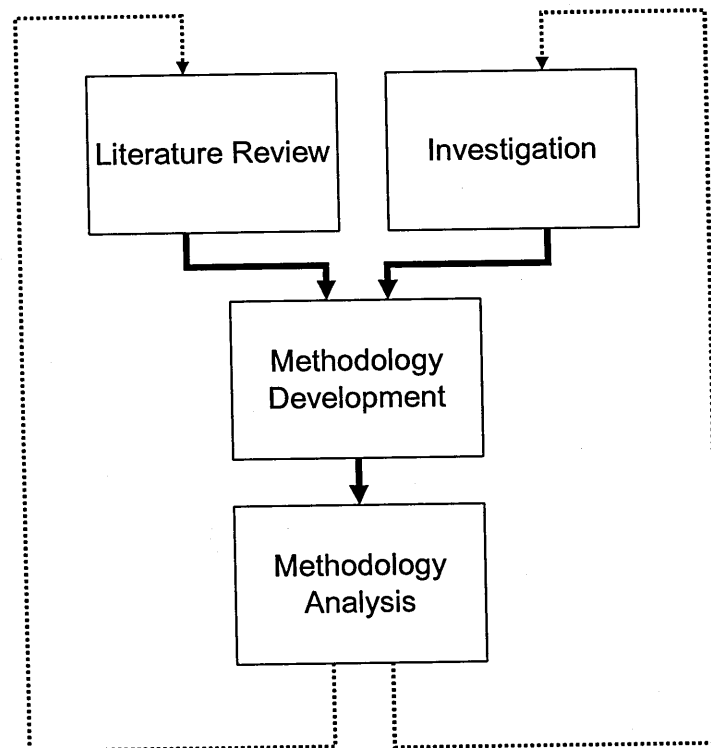 Literature Review
Investigation
Methodology
Development
Methodology
Analysis